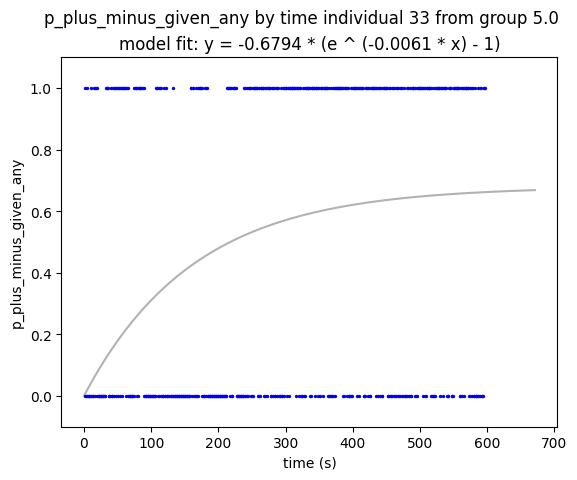 p_plus_minus_given_any by time individual 33 from group 5.0
model fit: y = -0.6794 * (e ^ (-0.0061 * x) - 1)
1.0
0.8
0.6
0.4
0.2
0.0
p_plus_minus_given_any
0 100 200 300 400 500 600 700
time (s)